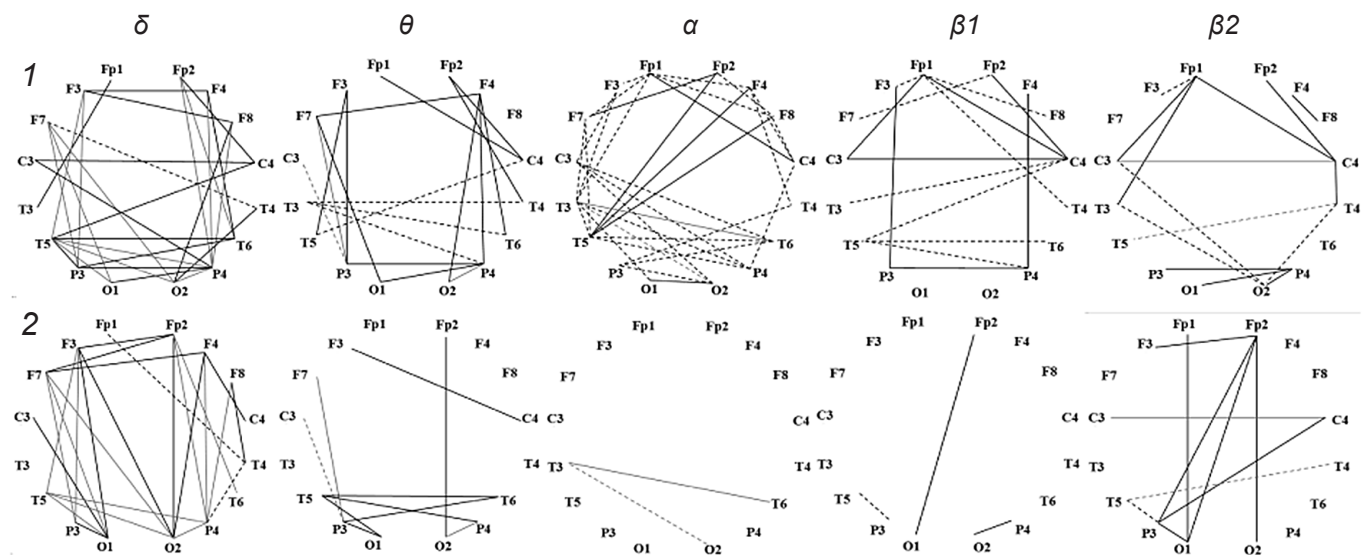 δ θ α β1 β2
1
Fp1 Fp2
F3 F4
F7 F8
C3 C4
T3 T4
T5 T6
P3 P4
O1 O2
Fp1 Fp2
F3 F4
F7 F8
C3 C4
T3 T4
T5 T6
P3 P4
O1 O2
Fp1 Fp2
F3 F4
F7 F8
C3 C4
T3 T4
T5 T6
P3 P4
O1 O2
Fp1 Fp2
F3 F4
F7 F8
C3 C4
T3 T4
T5 T6
P3 P4
O1 O2
Fp1 Fp2
F3 F4
F7 F8
C3 C4
T3 T4
T5 T6
P3 P4
O1 O2
2
Fp1 Fp2
F3 F4
F7 F8
C3 C4
T3 T4
T5 T6
P3 P4
O1 O2
Fp1 Fp2
F3 F4
F7 F8
C3 C4
T3 T4
T5 T6
P3 P4
O1 O2
Fp1 Fp2
F3 F4
F7 F8
C3 C4
T3 T4
T5 T6
P3 P4
O1 O2
Fp1 Fp2
F3 F4
F7 F8
C3 C4
T3 T4
T5 T6
P3 P4
O1 O2
Fp1 Fp2
F3 F4
F7 F8
C3 C4
T3 T4
T5 T6
P3 P4
O1 O2